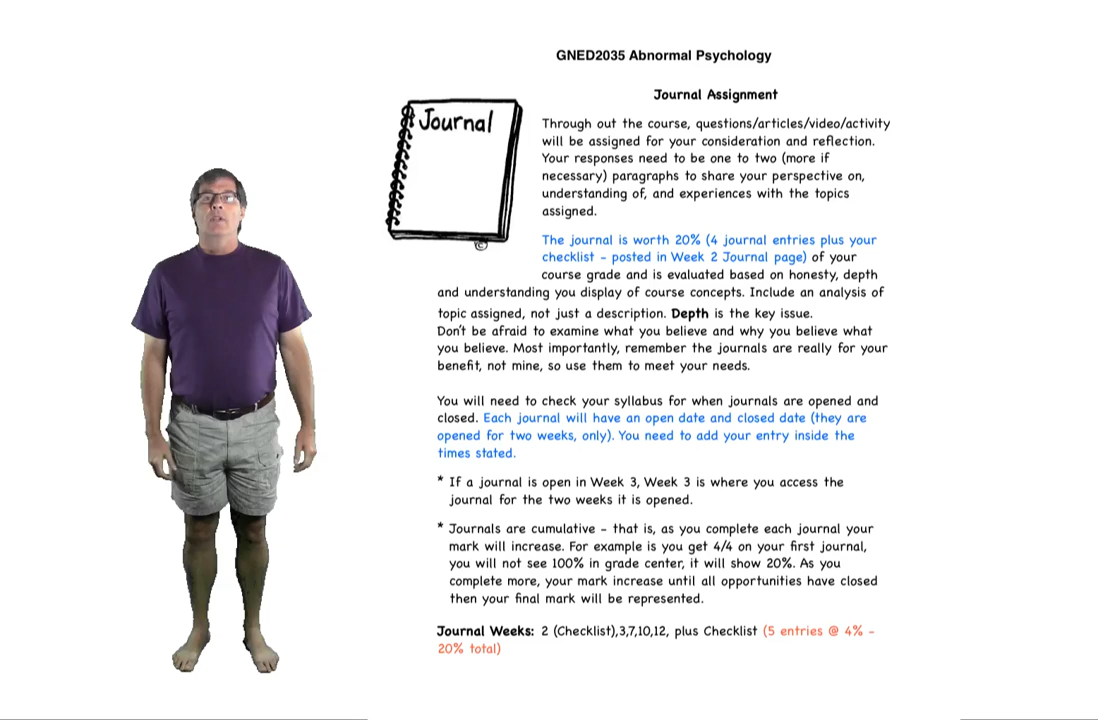 GNED2035 Abnormal Psychology
Journal Assignment
Journal
Through out the course, questions/articles/video/activity
will be assigned for your consideration and reflection.
Your responses need to be one to two (more if
necessary) paragraphs to share your perspective on,
understanding of, and experiences with the topics
assigned.
©
The journal is worth 20% (4 journal entries plus your
checklist - posted in Week 2 Journal page) of your
course grade and is evaluated based on honesty, depth
and understanding you display of course concepts. Include an analysis of
topic assigned, not just a description. Depth is the key issue.
Don't be afraid to examine what you believe and why you believe what
you believe. Most importantly, remember the journals are really for your
benefit, not mine, so use them to meet your needs.
You will need to check your syllabus for when journals are opened and
closed. Each journal will have an open date and closed date (they are
opened for two weeks, only). You need to add your entry inside the
times stated.
* If a journal is open in Week 3, Week 3 is where you access the
journal for the two weeks it is opened.
* Journals are cumulative - that is, as you complete each journal your
mark will increase. For example is you get 4/4 on your first journal,
you will not see 100% in grade center, it will show 20%. As you
complete more, your mark increase until all opportunities have closed
then your final mark will be represented.
Journal Weeks: 2 (Checklist),3,7,10,12, plus Checklist (5 entries @ 4% -
20% total)